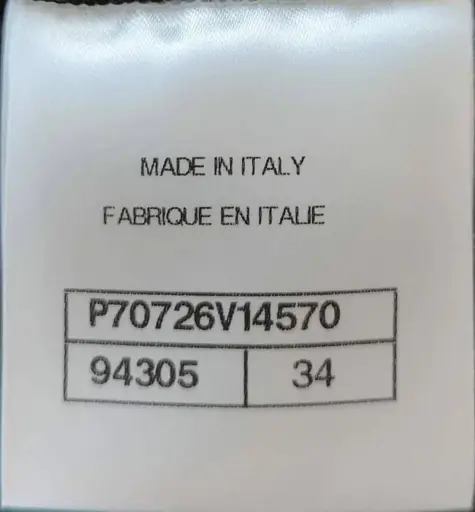 MADE IN ITALY
FABRIQUE EN ITALIE
P70726V14570
94305 34